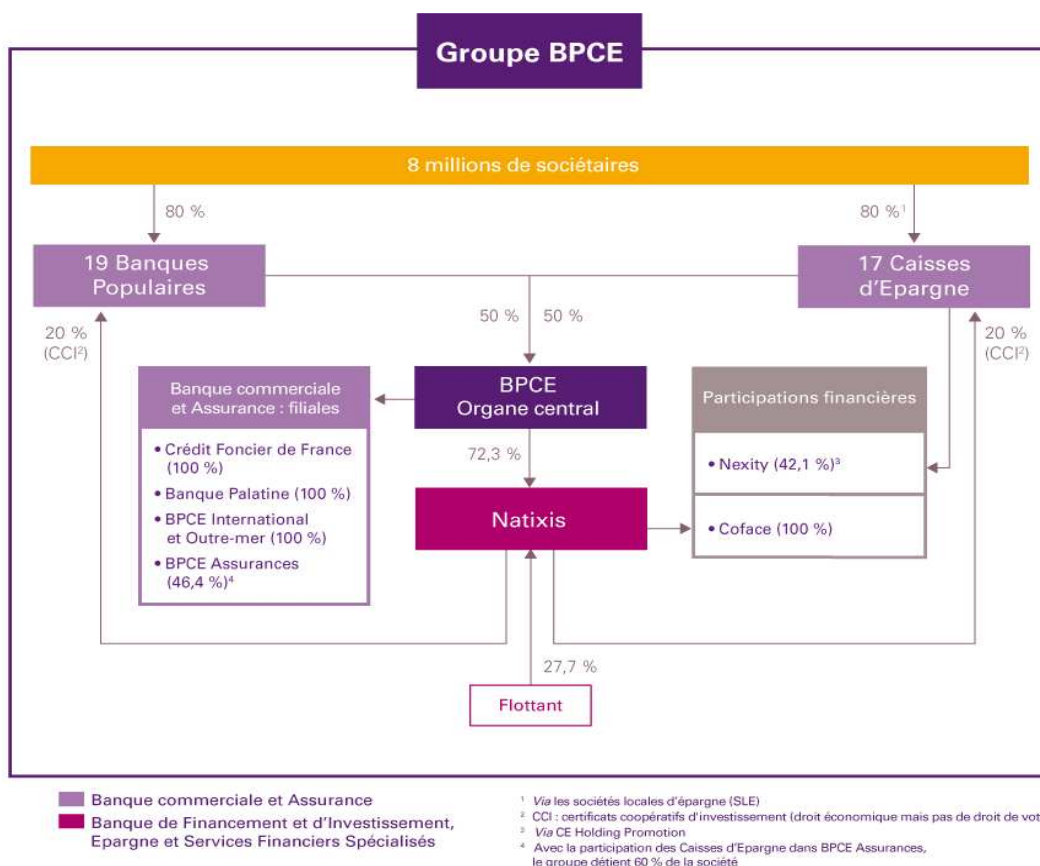 Groupe BPCE
8 millions de sociétaires
80 %
80 %¹
19 Banques
Populaires
17 Caisses
d'Epargne
20 %
(CCI²)
50 %
50 %
20 %
(CCI²)
Banque commerciale
et Assurance : filiales
• Crédit Foncier de France
(100 %)
• Banque Palatine (100 %)
• BPCE International
et Outre-mer (100 %)
• BPCE Assurances
(46,4 %)⁴
BPCE
Organe central
72,3 %
Natixis
Participations financières
• Nexity (42,1 %)³
• Coface (100 %)
27,7 %
Flottant
Banque commerciale et Assurance
Banque de Financement et d'Investissement,
Epargne et Services Financiers Spécialisés
¹ Via les sociétés locales d'épargne (SLE)
² CCI : certificats coopératifs d'investissement (droit économique mais pas de droit de vot
³ Via CE Holding Promotion
⁴ Avec la participation des Caisses d'Epargne dans BPCE Assurances,
le groupe détient 60 % de la société